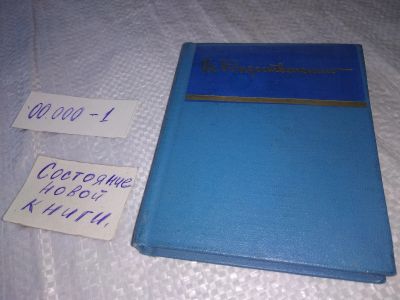 00.000-1
Состояние
новой
книги.